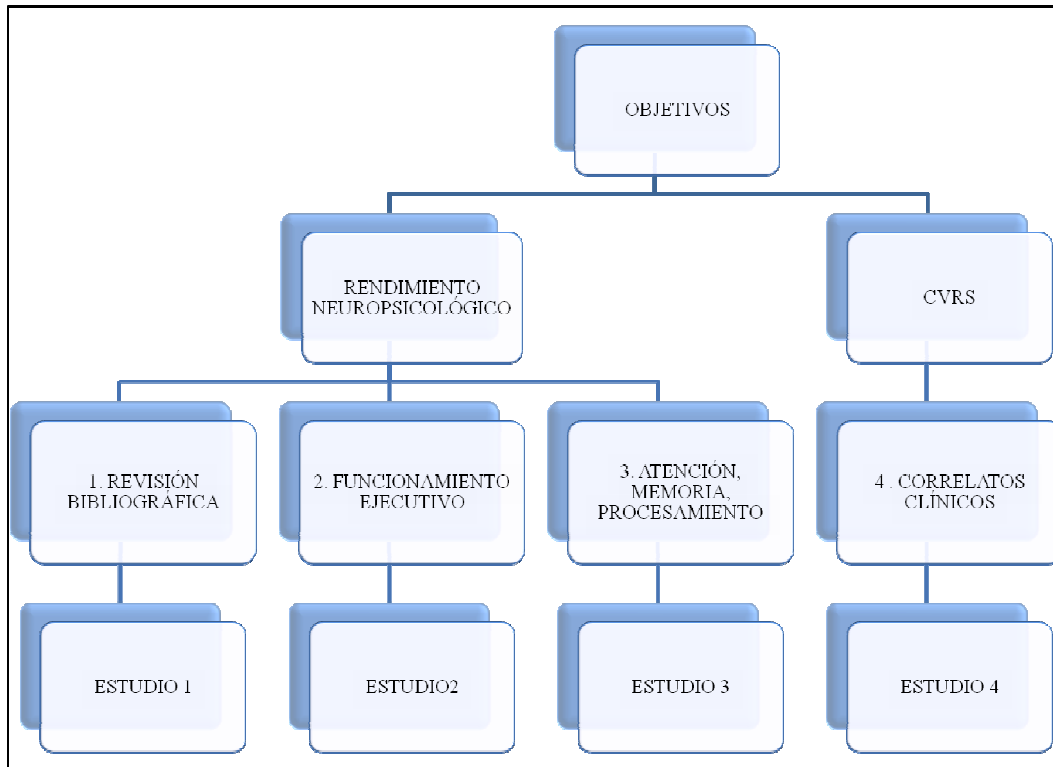 OBJETIVOS
RENDIMIENTO
NEUROPSICOLÓGICO
CVRS
1. REVISIÓN
BIBLIOGRÁFICA
2. FUNCIONAMIENTO
EJECUTIVO
3. ATENCIÓN,
MEMORIA,
PROCESAMIENTO
4 . CORRELATOS
CLÍNICOS
ESTUDIO 1
ESTUDIO2
ESTUDIO 3
ESTUDIO 4